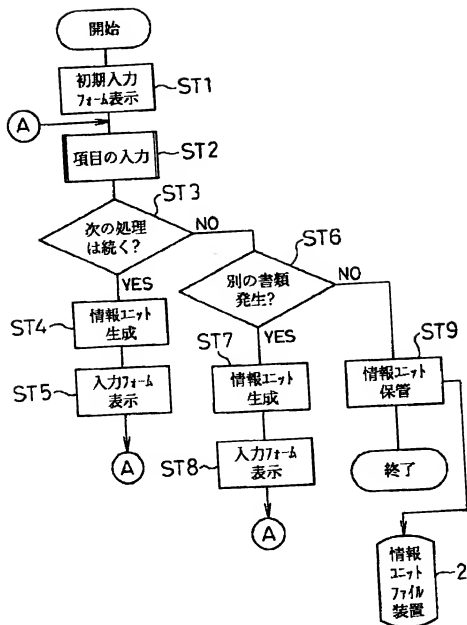 開始
初期入力
フォーム表示
ST1
A
項目の入力
ST2
ST3
次の処理
は続く?
NO
YES
ST6
別の書類
発生?
NO
YES
ST4
情報ユニット
生成
ST7
情報ユニット
生成
ST9
情報ユニット
保管
ST5
入力フォーム
表示
ST8
入力フォーム
表示
終了
A
A
情報
ユニット
ファイル
装置
2